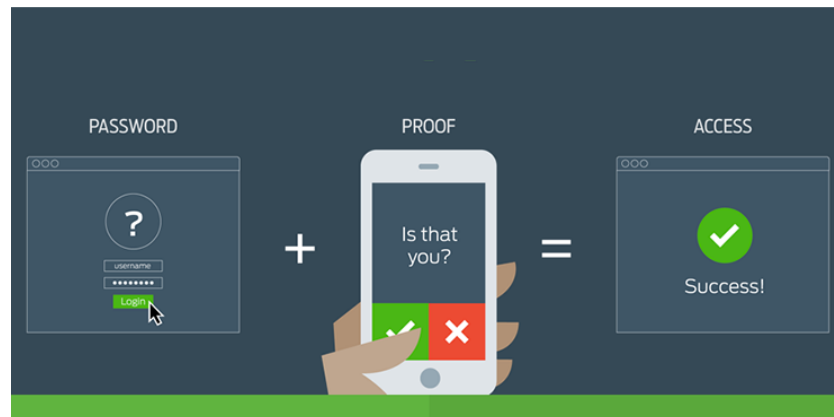 PASSWORD
PROOF
ACCESS
?
username
Login
+
Is that
you?
=
Success!